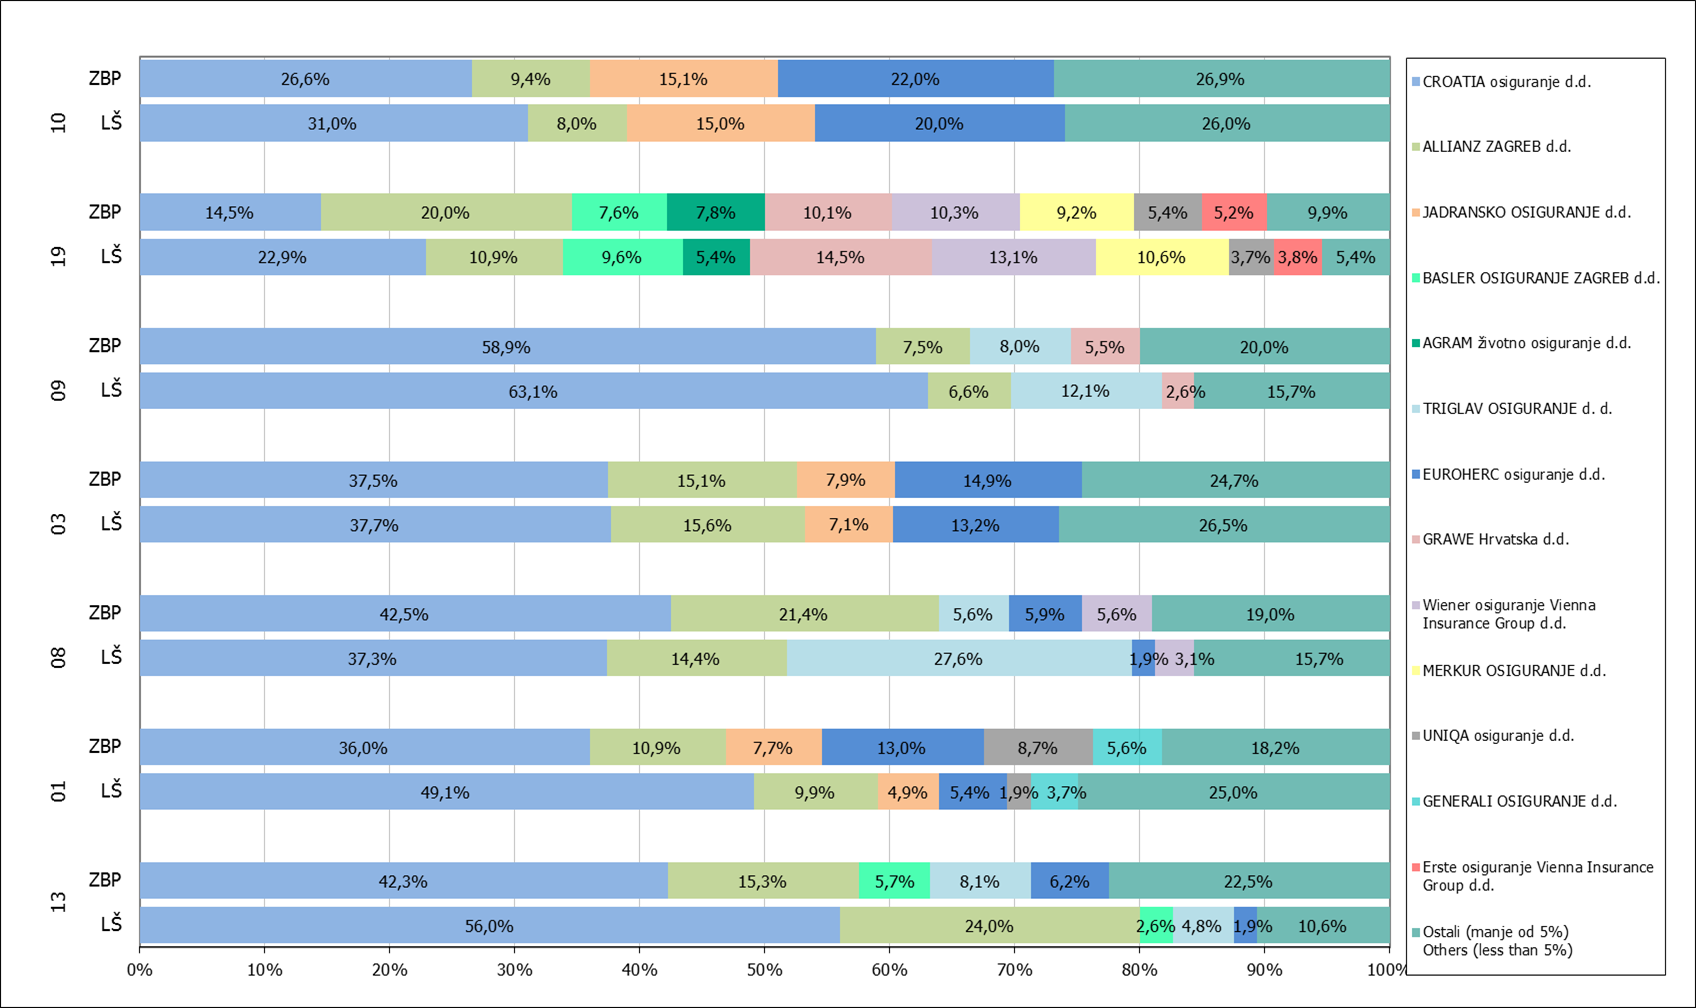 ZBP 26,6% 9,4% 15,1% 22,0% 26,9%
10
LŠ 31,0% 8,0% 15,0% 20,0% 26,0%
ZBP 14,5% 20,0% 7,6% 7,8% 10,1% 10,3% 9,2% 5,4% 5,2% 9,9%
19
LŠ 22,9% 10,9% 9,6% 5,4% 14,5% 13,1% 10,6% 3,7% 3,8% 5,4%
ZBP 58,9% 7,5% 8,0% 5,5% 20,0%
09
LŠ 63,1% 6,6% 12,1% 2,6% 15,7%
ZBP 37,5% 15,1% 7,9% 14,9% 24,7%
03
LŠ 37,7% 15,6% 7,1% 13,2% 26,5%
ZBP 42,5% 21,4% 5,6% 5,9% 5,6% 19,0%
08
LŠ 37,3% 14,4% 27,6% 1,9% 3,1% 15,7%
ZBP 36,0% 10,9% 7,7% 13,0% 8,7% 5,6% 18,2%
01
LŠ 49,1% 9,9% 4,9% 5,4% 1,9% 3,7% 25,0%
ZBP 42,3% 15,3% 5,7% 8,1% 6,2% 22,5%
13
LŠ 56,0% 24,0% 2,6% 4,8% 1,9% 10,6%
0% 10% 20% 30% 40% 50% 60% 70% 80% 90% 100%
CROATIA osiguranje d.d.
ALLIANZ ZAGREB d.d.
JADRANSKO OSIGURANJE d.d.
BASLER OSIGURANJE ZAGREB d.d.
AGRAM životno osiguranje d.d.
TRIGLAV OSIGURANJE d. d.
EUROHERC osiguranje d.d.
GRAWE Hrvatska d.d.
Wiener osiguranje Vienna
Insurance Group d.d.
MERKUR OSIGURANJE d.d.
UNIQA osiguranje d.d.
GENERALI OSIGURANJE d.d.
Erste osiguranje Vienna Insurance
Group d.d.
Ostali (manje od 5%)
Others (less than 5%)